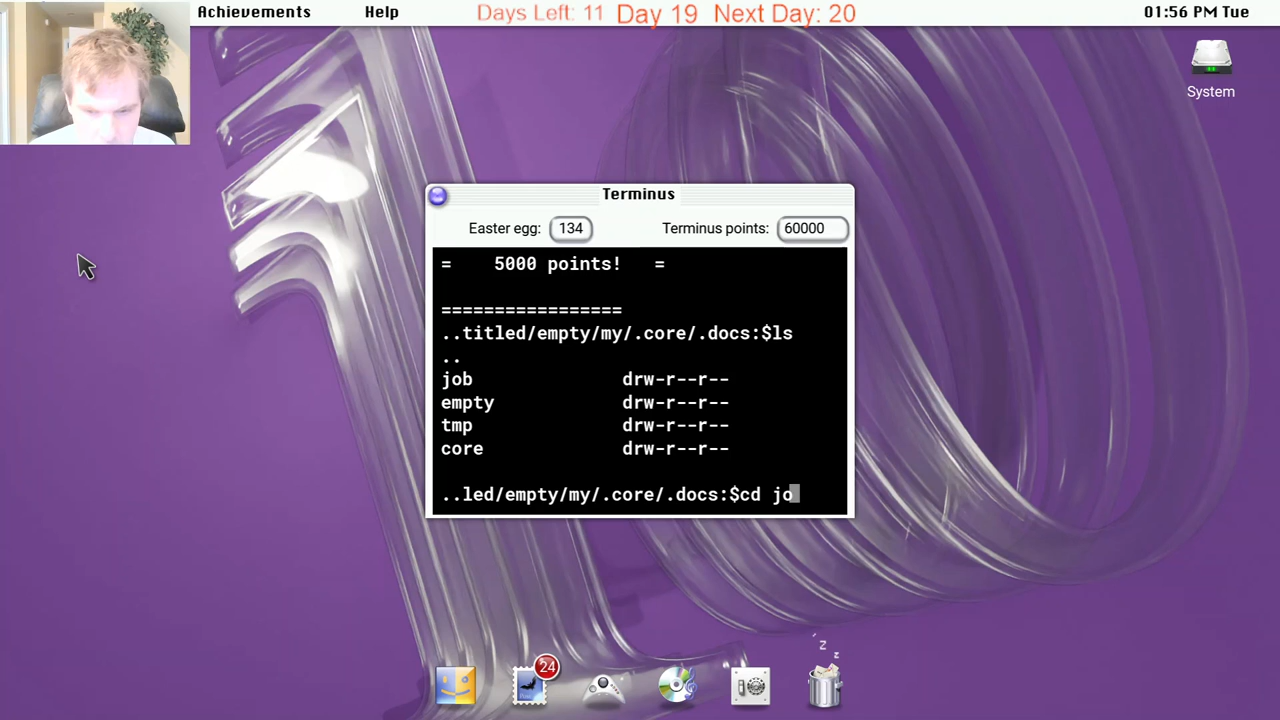 Achievements Help Days Left: 11 Day 19 Next Day: 20 01:56 PM Tue
System
Terminus
Easter egg: 134 Terminus points: 60000
= 5000 points! =
================
..titled/empty/my/.core/.docs:$ls
..
job drw-r--r--
empty drw-r--r--
tmp drw-r--r--
core drw-r--r--
..led/empty/my/.core/.docs:$cd jo
z
z
24